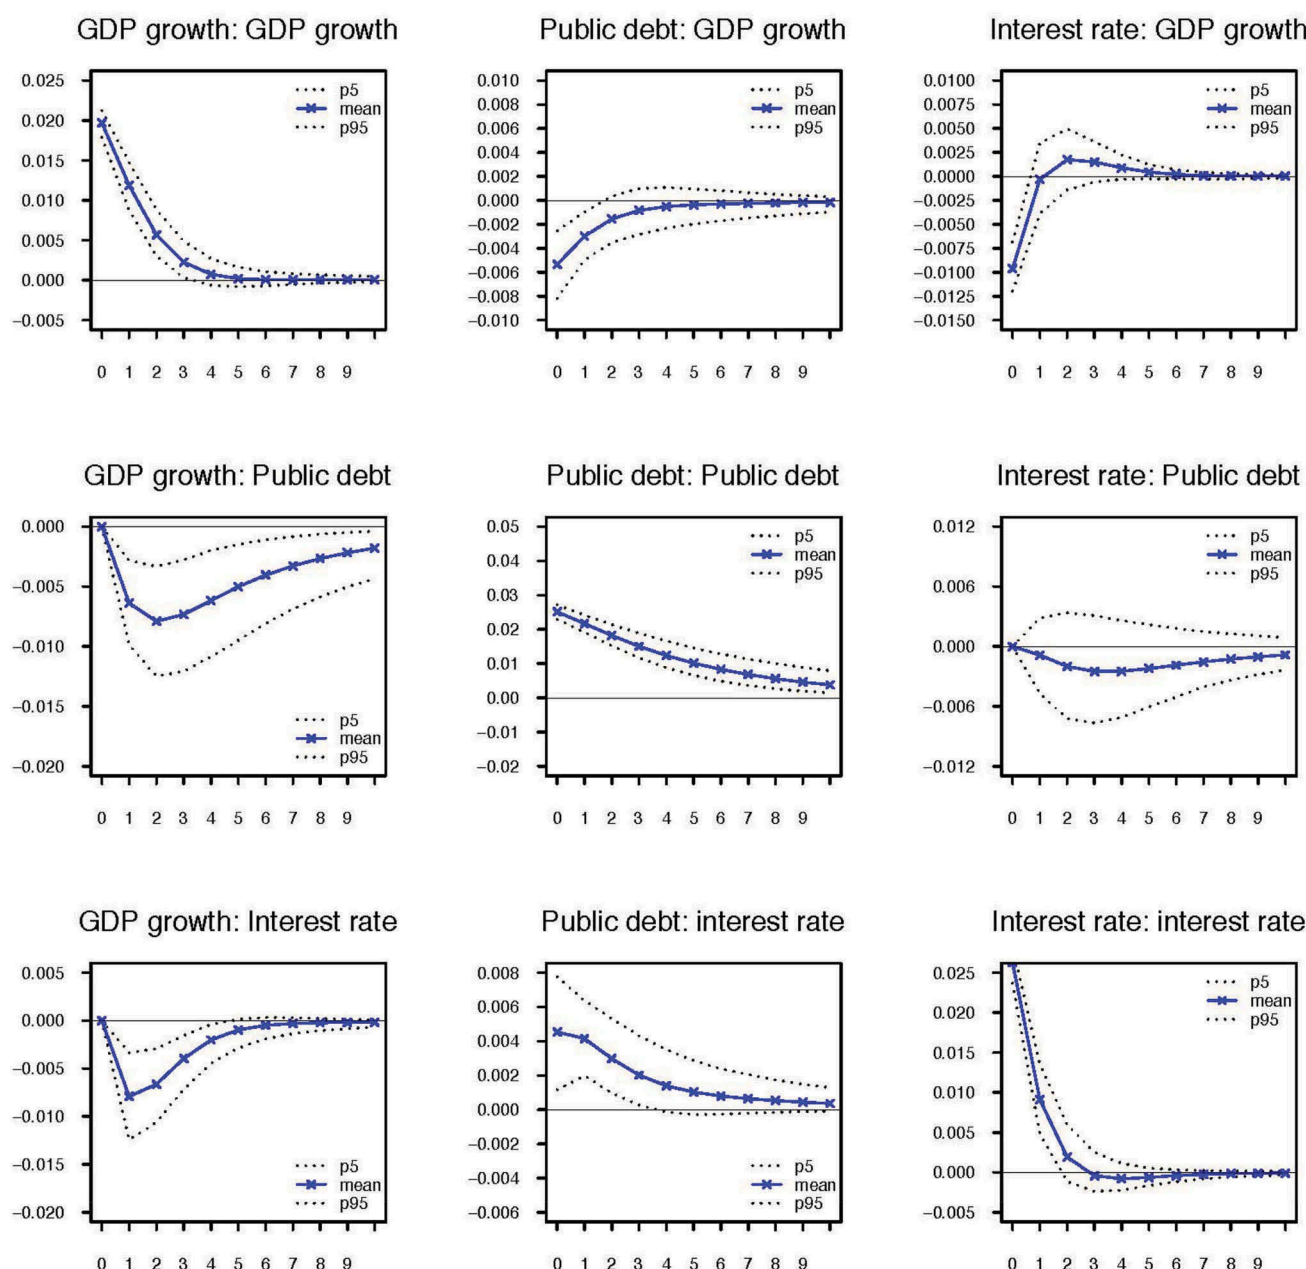 GDP growth: GDP growth
0.025
0.020
0.015
0.010
0.005
0.000
−0.005
p5
mean
p95
0 1 2 3 4 5 6 7 8 9
Public debt: GDP growth
0.010
0.008
0.006
0.004
0.002
0.000
−0.002
−0.004
−0.006
−0.008
−0.010
p5
mean
p95
0 1 2 3 4 5 6 7 8 9
Interest rate: GDP growth
0.0100
0.0075
0.0050
0.0025
0.0000
−0.0025
−0.0050
−0.0075
−0.0100
−0.0125
−0.0150
p5
mean
p95
0 1 2 3 4 5 6 7 8 9
GDP growth: Public debt
0.000
−0.005
−0.010
−0.015
−0.020
p5
mean
p95
0 1 2 3 4 5 6 7 8 9
Public debt: Public debt
0.05
0.04
0.03
0.02
0.01
0.00
−0.01
−0.02
p5
mean
p95
0 1 2 3 4 5 6 7 8 9
Interest rate: Public debt
0.012
0.006
0.000
−0.006
−0.012
p5
mean
p95
0 1 2 3 4 5 6 7 8 9
GDP growth: Interest rate
0.005
0.000
−0.005
−0.010
−0.015
−0.020
p5
mean
p95
0 1 2 3 4 5 6 7 8 9
Public debt: interest rate
0.008
0.006
0.004
0.002
0.000
−0.002
−0.004
−0.006
p5
mean
p95
0 1 2 3 4 5 6 7 8 9
Interest rate: interest rate
0.025
0.020
0.015
0.010
0.005
0.000
−0.005
p5
mean
p95
0 1 2 3 4 5 6 7 8 9